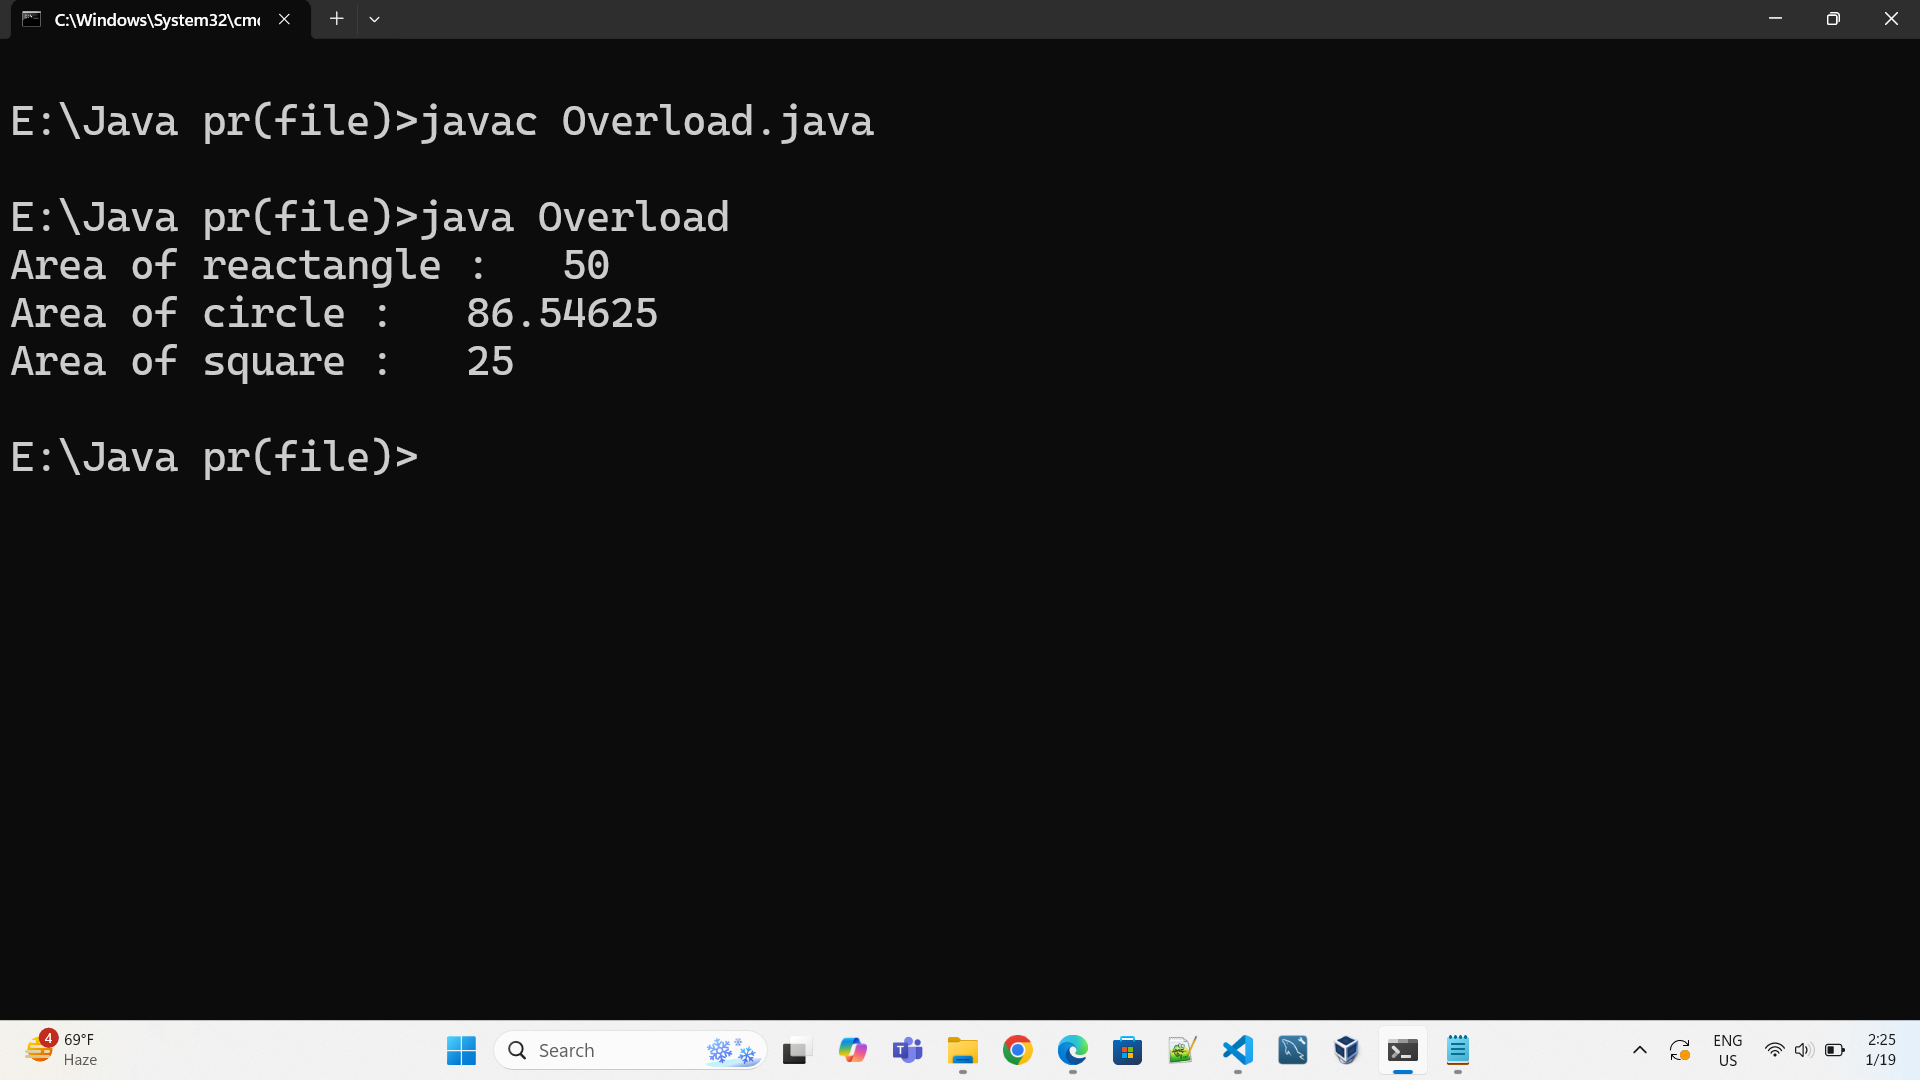 C:\Windows\System32\cm
E:\Java pr(file)>javac Overload.java
E:\Java pr(file)>java Overload
Area of reactangle :   50
Area of circle :   86.54625
Area of square :   25
E:\Java pr(file)>
4
69°F
Haze
Search
ENG
US
2:25
1/19